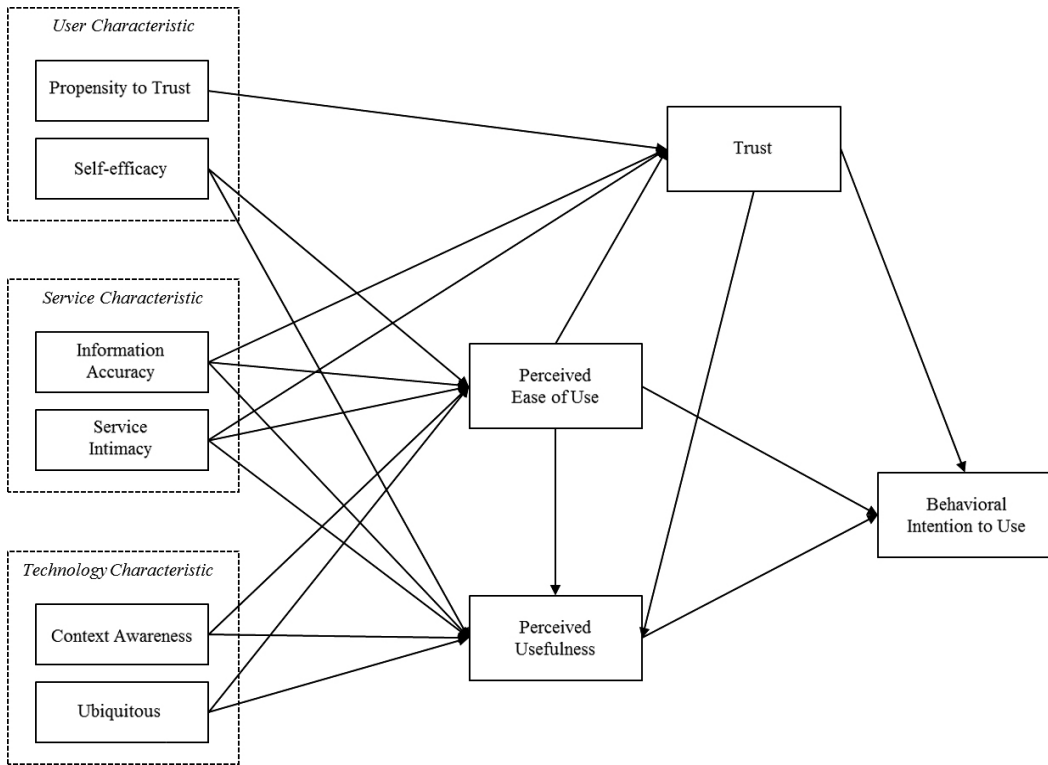 User Characteristic
Propensity to Trust
Self-efficacy
Trust
Service Characteristic
Information
Accuracy
Service
Intimacy
Perceived
Ease of Use
Behavioral
Intention to Use
Technology Characteristic
Context Awareness
Ubiquitous
Perceived
Usefulness